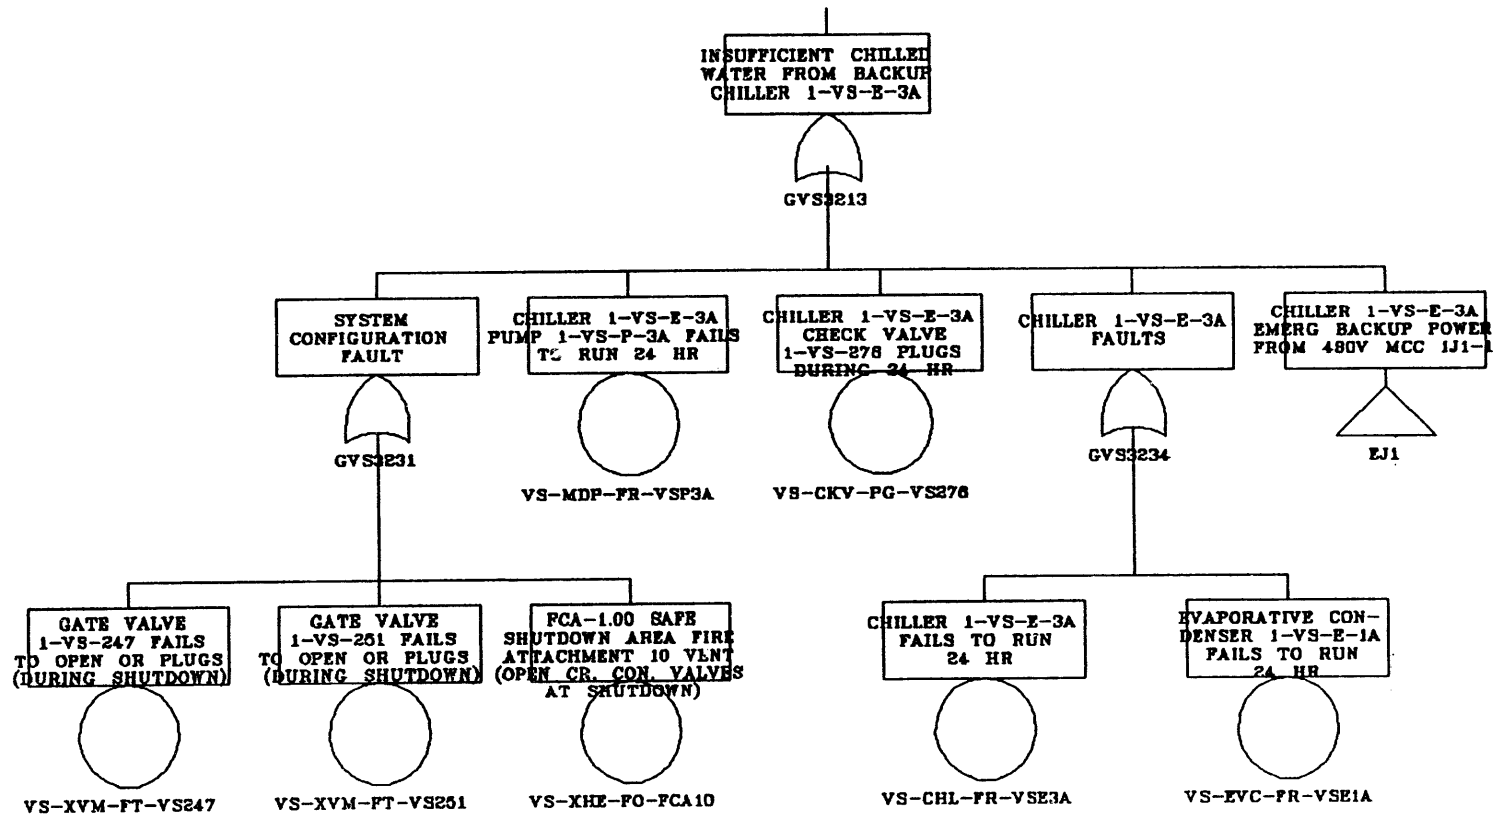 INSUFFICIENT CHILLED
WATER FROM BACKUP
CHILLER 1-VS-E-3A
GVS3213
SYSTEM
CONFIGURATION
FAULT
GVS3231
CHILLER 1-VS-E-3A
PUMP 1-VS-P-3A FAILS
TO RUN 24 HR
VS-MDP-FR-VSP3A
CHILLER 1-VS-E-3A
CHECK VALVE
1-VS-276 PLUGS
DURING 24 HR
VS-CKV-PG-VS276
CHILLER 1-VS-E-3A
FAULTS
GVS3234
CHILLER 1-VS-E-3A
EMERG BACKUP POWER
FROM 480V MCC 1J1-1
EJ1
GATE VALVE
1-VS-247 FAILS
TO OPEN OR PLUGS
(DURING SHUTDOWN)
VS-XVM-FT-VS247
GATE VALVE
1-VS-251 FAILS
TO OPEN OR PLUGS
(DURING SHUTDOWN)
VS-XVM-FT-VS251
FCA-1.00 SAFE
SHUTDOWN AREA FIRE
ATTACHMENT 10 VENT
(OPEN CR. CON. VALVES
AT SHUTDOWN)
VS-XHE-FO-FCA10
CHILLER 1-VS-E-3A
FAILS TO RUN
24 HR
VS-CHL-FR-VSE3A
EVAPORATIVE CON-
DENSER 1-VS-E-1A
FAILS TO RUN
24 HR
VS-EVC-FR-VSE1A